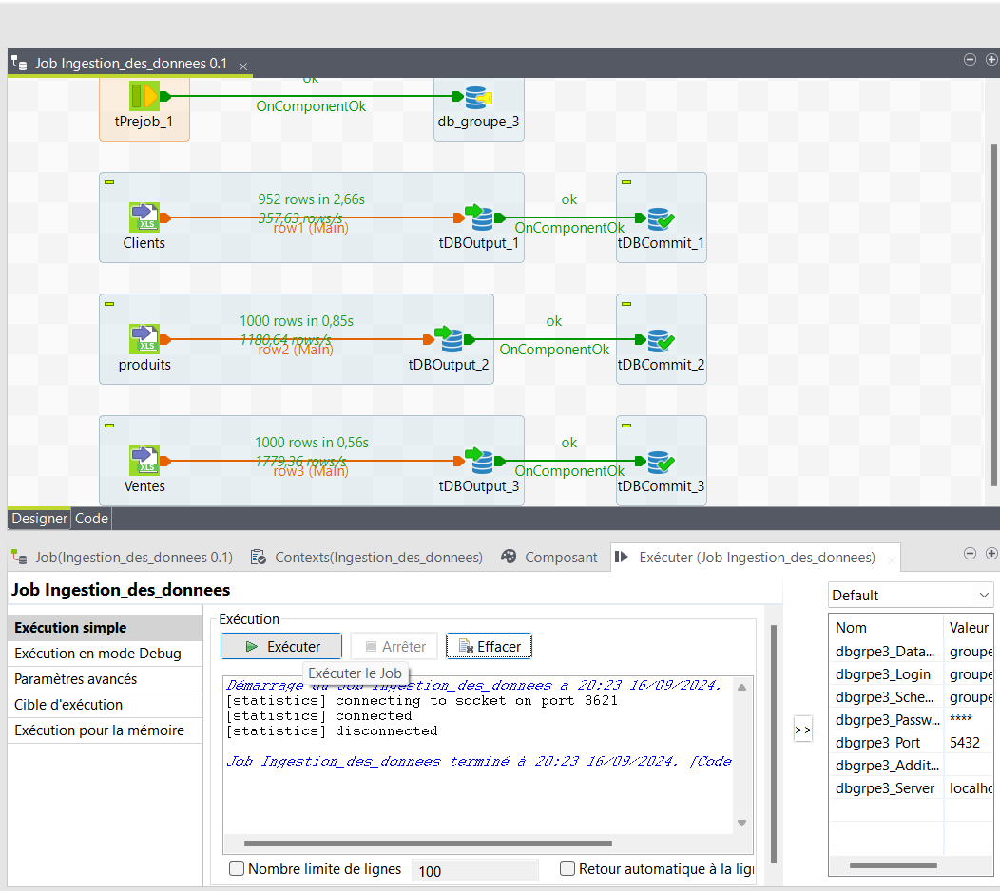 Job Ingestion_des_donnees 0.1
ok
OnComponentOk
tPrejob_1
db_groupe_3
952 rows in 2,66s
357,63 rows/s
row1 (Main)
ok
OnComponentOk
Clients
tDBOutput_1
tDBCommit_1
1000 rows in 0,85s
1180,64 rows/s
row2 (Main)
ok
OnComponentOk
produits
tDBOutput_2
tDBCommit_2
1000 rows in 0,56s
1779,36 rows/s
row3 (Main)
ok
OnComponentOk
Ventes
tDBOutput_3
tDBCommit_3
Designer
Code
Job(Ingestion_des_donnees 0.1)
Contexts(Ingestion_des_donnees)
Composant
Exécuter (Job Ingestion_des_donnees)
Job Ingestion_des_donnees
Exécution simple
Exécution en mode Debug
Paramètres avancés
Cible d'exécution
Exécution pour la mémoire
Exécution
Exécuter
Arrêter
Effacer
Exécuter le Job
Démarrage du Job Ingestion_des_donnees à 20:23 16/09/2024.
[statistics] connecting to socket on port 3621
[statistics] connected
[statistics] disconnected
Job Ingestion_des_donnees terminé à 20:23 16/09/2024. [Code
Nombre limite de lignes
100
Retour automatique à la lig
>>
Default
Nom Valeur
dbgrpe3_Data... groupe
dbgrpe3_Login groupe
dbgrpe3_Sche... groupe
dbgrpe3_Passw... ****
dbgrpe3_Port 5432
dbgrpe3_Addit...
dbgrpe3_Server localho